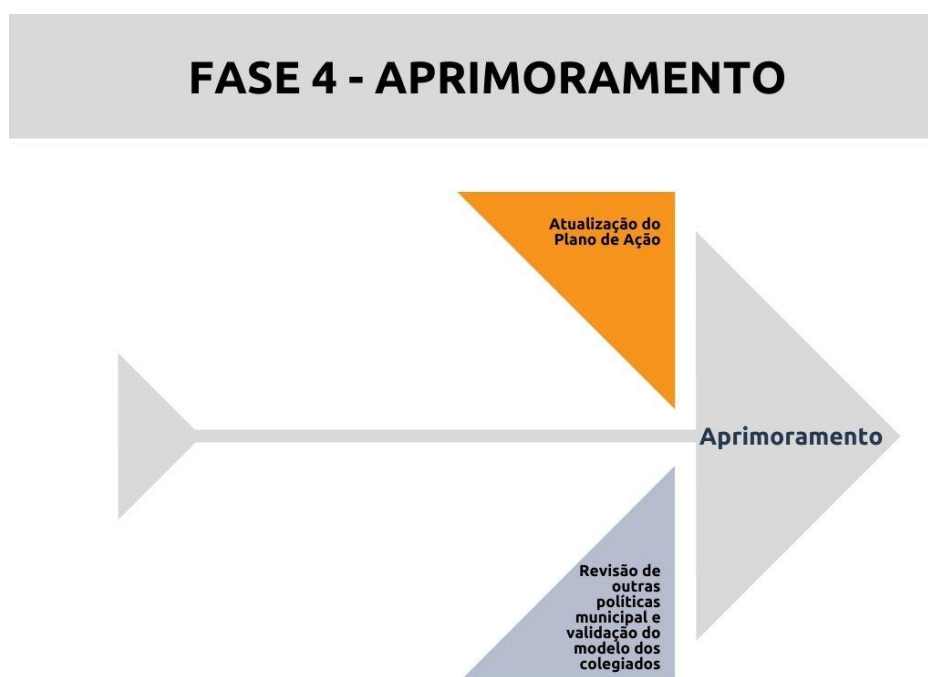 FASE 4 - APRIMORAMENTO
Atualização do
Plano de Ação
Aprimoramento
Revisão de
outras
políticas
municipal e
validação do
modelo dos
colegiados